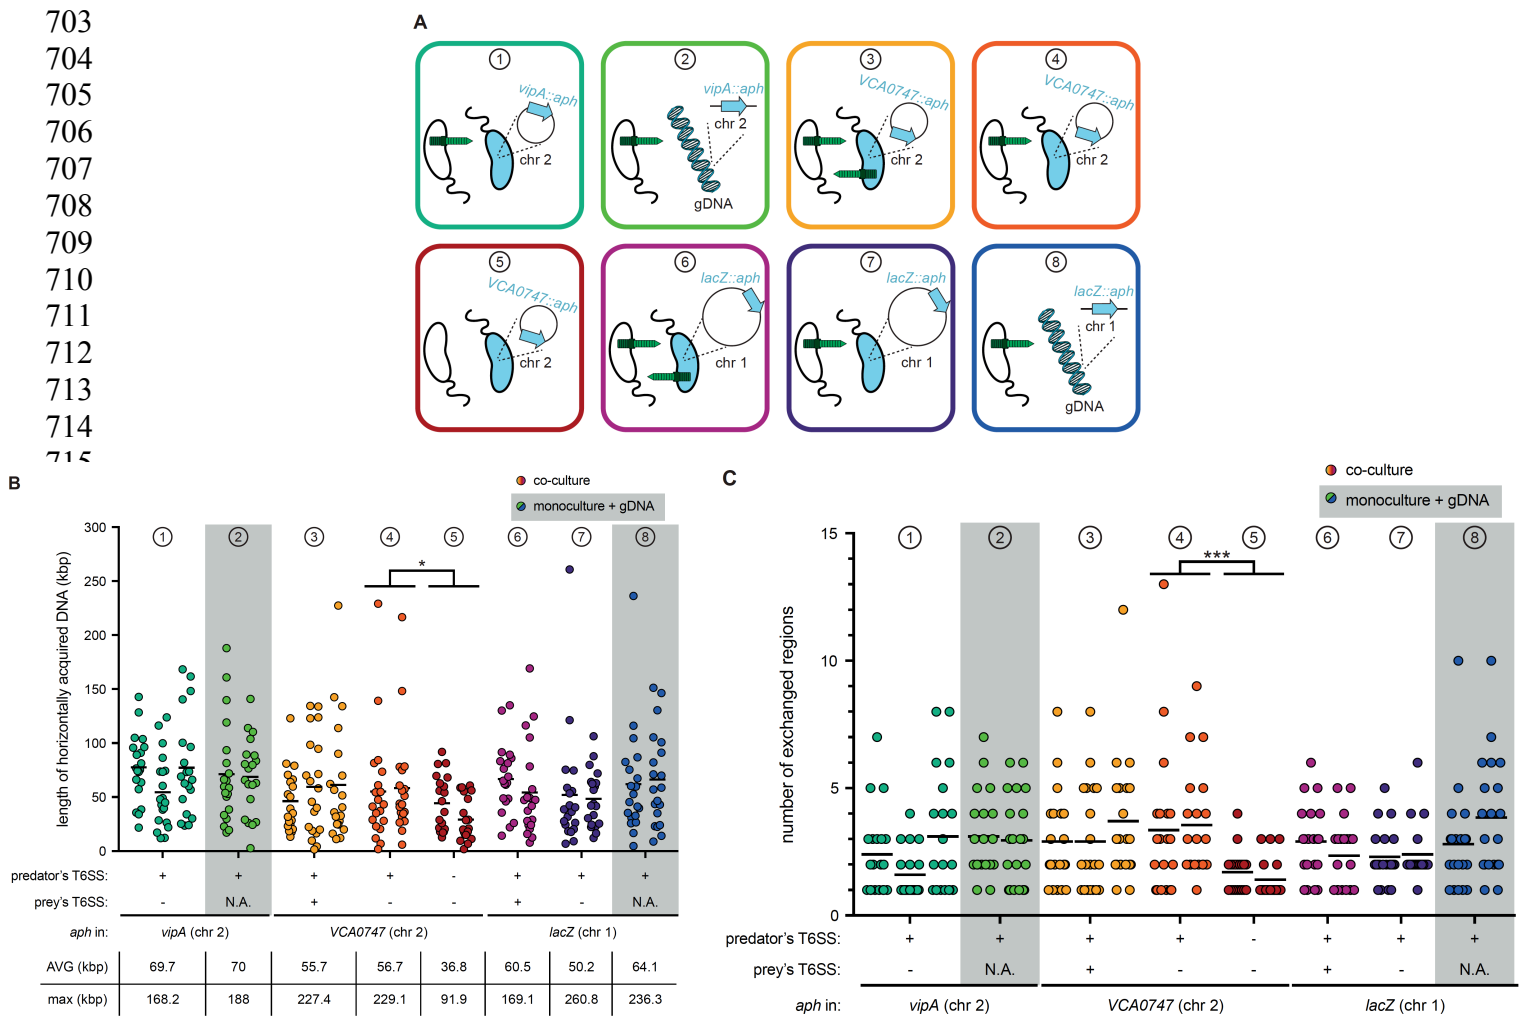 703
704
705
706
707
708
709
710
711
712
713
714
A
1 2 3 4
vipA::aph vipA::aph VCA0747::aph VCA0747::aph
chr 2 chr 2 chr 2 chr 2
gDNA
5 6 7 8
VCA0747::aph lacZ::aph lacZ::aph lacZ::aph
chr 2 chr 1 chr 1 chr 1
gDNA
B
co-culture
monoculture + gDNA
length of horizontally acquired DNA (kbp)
300
250
200
150
100
50
0
1 2 3 4 5 6 7 8
*
predator's T6SS: + + + + - + + +
prey's T6SS: - N.A. + - - + - N.A.
aph in: vipA (chr 2) VCA0747 (chr 2) lacZ (chr 1)
AVG (kbp) 69.7 70 55.7 56.7 36.8 60.5 50.2 64.1
max (kbp) 168.2 188 227.4 229.1 91.9 169.1 260.8 236.3
C
co-culture
monoculture + gDNA
number of exchanged regions
15
10
5
0
1 2 3 4 5 6 7 8
***
predator's T6SS: + + + + - + + +
prey's T6SS: - N.A. + - - + - N.A.
aph in: vipA (chr 2) VCA0747 (chr 2) lacZ (chr 1)